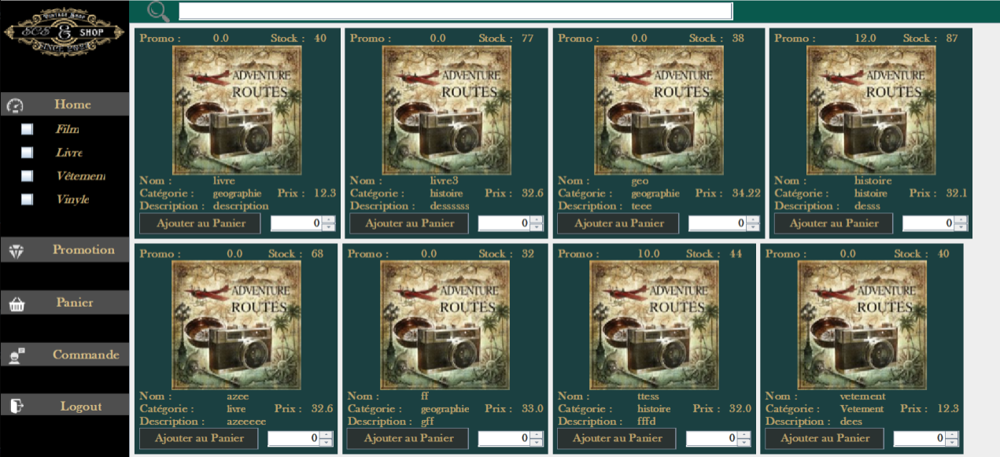 Vintage Shop
ECE & SHOP
Home
Film
Livre
Vêtement
Vinyle
Promotion
Panier
Commande
Logout
Promo : 0.0 Stock : 40
ADVENTURE
ROUTES
Nom : livre
Catégorie : geographie Prix : 12.3
Description : description
Ajouter au Panier 0
Promo : 0.0 Stock : 77
ADVENTURE
ROUTES
Nom : livre3
Catégorie : histoire Prix : 32.6
Description : dessssss
Ajouter au Panier 0
Promo : 0.0 Stock : 38
ADVENTURE
ROUTES
Nom : geo
Catégorie : geographie Prix : 34.22
Description : teee
Ajouter au Panier 0
Promo : 12.0 Stock : 87
ADVENTURE
ROUTES
Nom : histoire
Catégorie : histoire Prix : 32.1
Description : desss
Ajouter au Panier 0
Promo : 0.0 Stock : 68
ADVENTURE
ROUTES
Nom : azee
Catégorie : livre Prix : 32.6
Description : azeeeee
Ajouter au Panier 0
Promo : 0.0 Stock : 32
ADVENTURE
ROUTES
Nom : ff
Catégorie : geographie Prix : 33.0
Description : gff
Ajouter au Panier 0
Promo : 10.0 Stock : 44
ADVENTURE
ROUTES
Nom : ttess
Catégorie : histoire Prix : 32.0
Description : fffd
Ajouter au Panier 0
Promo : 0.0 Stock : 40
ADVENTURE
ROUTES
Nom : vetement
Catégorie : Vetement Prix : 12.3
Description : dees
Ajouter au Panier 0